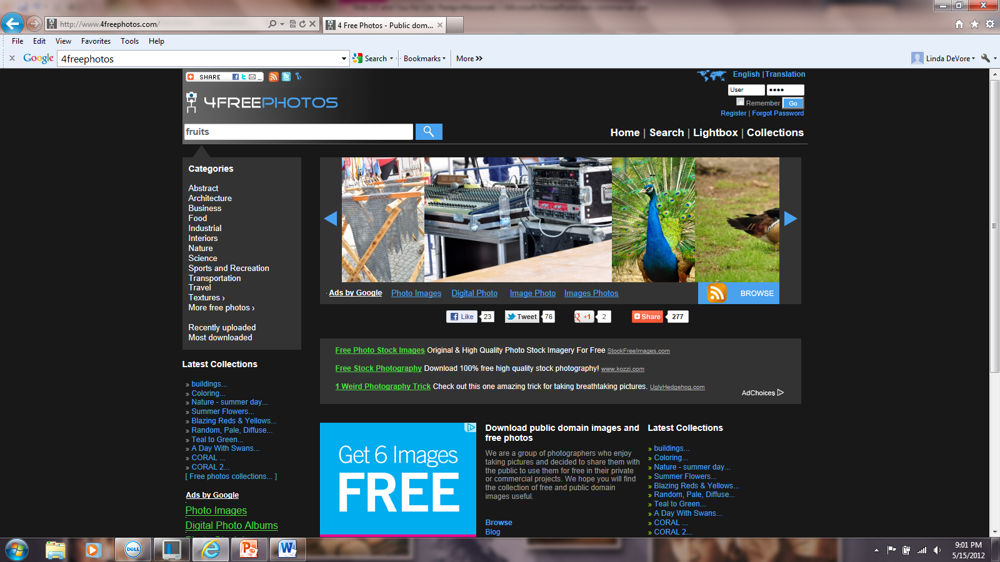 http://www.4freephotos.com/
4 Free Photos - Public dom...
File Edit View Favorites Tools Help
x Google 4freephotos Search Bookmarks More »
Linda DeVore
SHARE
English | Translation
4FREEPHOTOS
User
Remember Go
Register | Forgot Password
fruits
Home | Search | Lightbox | Collections
Categories
Abstract
Architecture
Business
Food
Industrial
Interiors
Nature
Science
Sports and Recreation
Transportation
Travel
Textures ›
More free photos ›
Recently uploaded
Most downloaded
Ads by Google Photo Images Digital Photo Image Photo Images Photos
BROWSE
Like 23 Tweet 76 +1 2 Share 277
Free Photo Stock Images Original & High Quality Photo Stock Imagery For Free StockFreeImages.com
Free Stock Photography Download 100% free high quality stock photography! www.kozzi.com
1 Weird Photography Trick Check out this one amazing trick for taking breathtaking pictures. UglyHedgehog.com
AdChoices
Latest Collections
» buildings...
» Coloring...
» Nature - summer day...
» Summer Flowers...
» Blazing Reds & Yellows...
» Random, Pale, Diffuse...
» Teal to Green...
» A Day With Swans...
» CORAL ...
» CORAL 2...
[ Free photos collections... ]
Ads by Google
Photo Images
Digital Photo Albums
Get 6 Images
FREE
Download public domain images and
free photos
We are a group of photographers who enjoy
taking pictures and decided to share them with
the public to use them for free in their private
or commercial projects. We hope you will find
the collection of free and public domain
images useful.
Browse
Blog
Latest Collections
» buildings...
» Coloring...
» Nature - summer day...
» Summer Flowers...
» Blazing Reds & Yellows...
» Random, Pale, Diffuse...
» Teal to Green...
» A Day With Swans...
» CORAL ...
» CORAL 2...
DELL
9:01 PM
5/15/2012